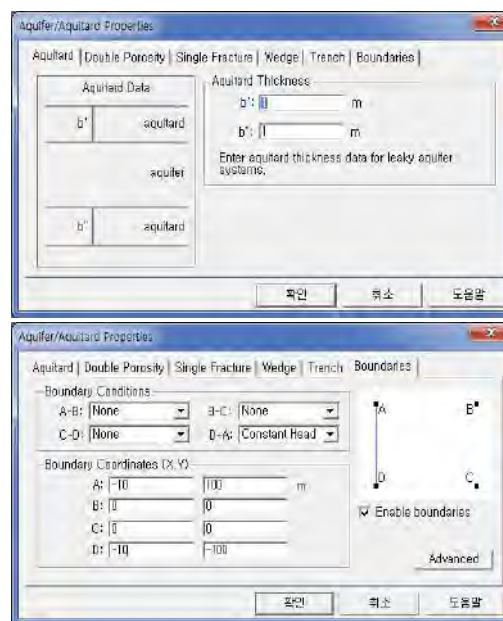 Aquifer/Aquitard Properties
Aquitard | Double Porosity | Single Fracture | Wedge | Trench | Boundaries |
Aquitard Data
b' aquitard
aquifer
b" aquitard
Aquitard Thickness
b': 1 m
b": 1 m
Enter aquitard thickness data for leaky aquifer
systems.
확인 취소 도움말
Aquifer/Aquitard Properties
Aquitard | Double Porosity | Single Fracture | Wedge | Trench Boundaries |
Boundary Conditions
A-B: None B-C: None
C-D: None D-A: Constant Head
Boundary Coordinates (X,Y)
A: -10 100 m
B: 0 0
C: 0 0
D: -10 -100
A B
D C
Enable boundaries
Advanced
확인 취소 도움말